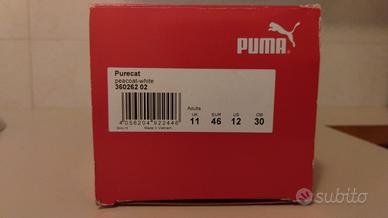 PUMA
Purecat
peacoat-white
360262 02
Adults
UK EUR US CM
11 46 12 30
4 056204 922446
Made in Vietnam
subito